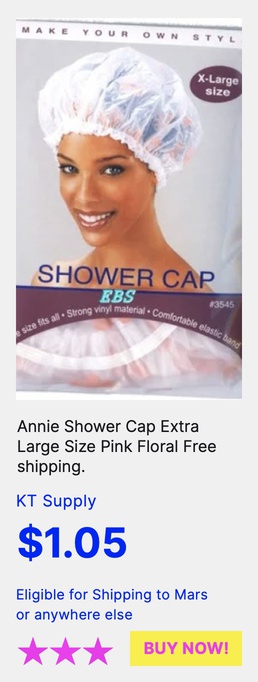 MAKE YOUR OWN STYL
X-Large
size
SHOWER CAP
EBS
#3545
e size fits all • Strong vinyl material • Comfortable elastic band
Annie Shower Cap Extra
Large Size Pink Floral Free
shipping.
KT Supply
$1.05
Eligible for Shipping to Mars
or anywhere else
BUY NOW!